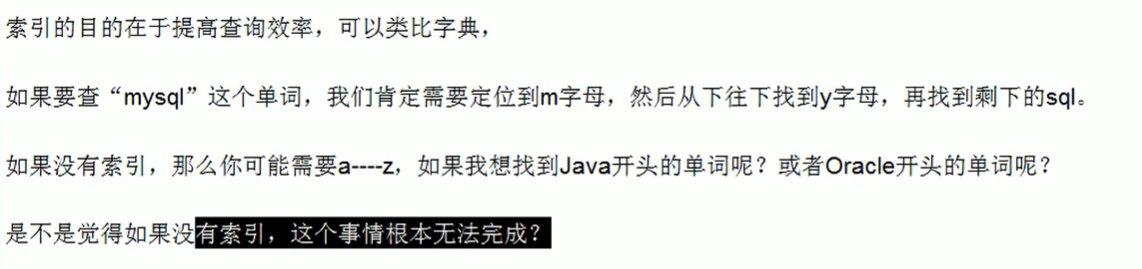 索引的目的在于提高查询效率，可以类比字典，
如果要查“mysql”这个单词，我们肯定需要定位到m字母，然后从下往下找到y字母，再找到剩下的sql。
如果没有索引，那么你可能需要a----z，如果我想找到Java开头的单词呢？或者Oracle开头的单词呢？
是不是觉得如果没有索引，这个事情根本无法完成？